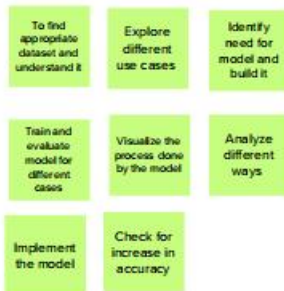 To find
appropriate
dataset and
understand it
Explore
different
use cases
Identify
need for
model and
build it
Train and
evaluate
model for
different
cases
Visualize the
process done
by the model
Analyze
different
ways
Implement
the model
Check for
increase in
accuracy